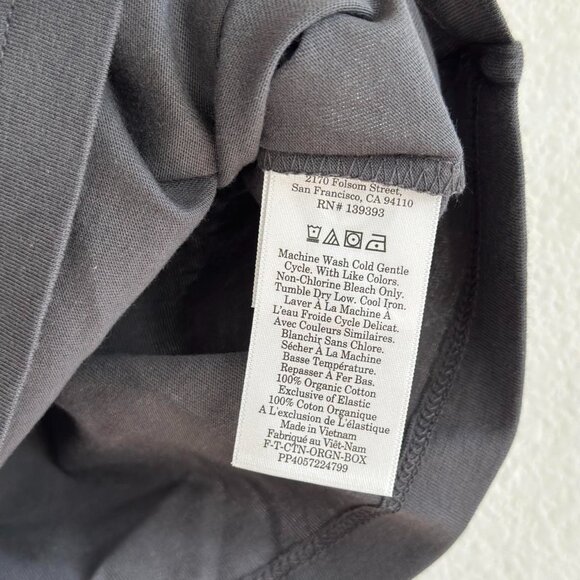 2170 Folsom Street,
San Francisco, CA 94110
RN# 139393
Machine Wash Cold Gentle
Cycle. With Like Colors.
Non-Chlorine Bleach Only.
Tumble Dry Low. Cool Iron.
Laver À La Machine A
L'eau Froide Cycle Delicat.
Avec Couleurs Similaires.
Blanchir Sans Chlore.
Sécher À La Machine
Basse Température.
Repasser À Fer Bas.
100% Organic Cotton
Exclusive of Elastic
100% Coton Organique
A L'exclusion De L'élastique
Made in Vietnam
Fabriqué au Viêt-Nam
F-T-CTN-ORGN-BOX
PP4057224799